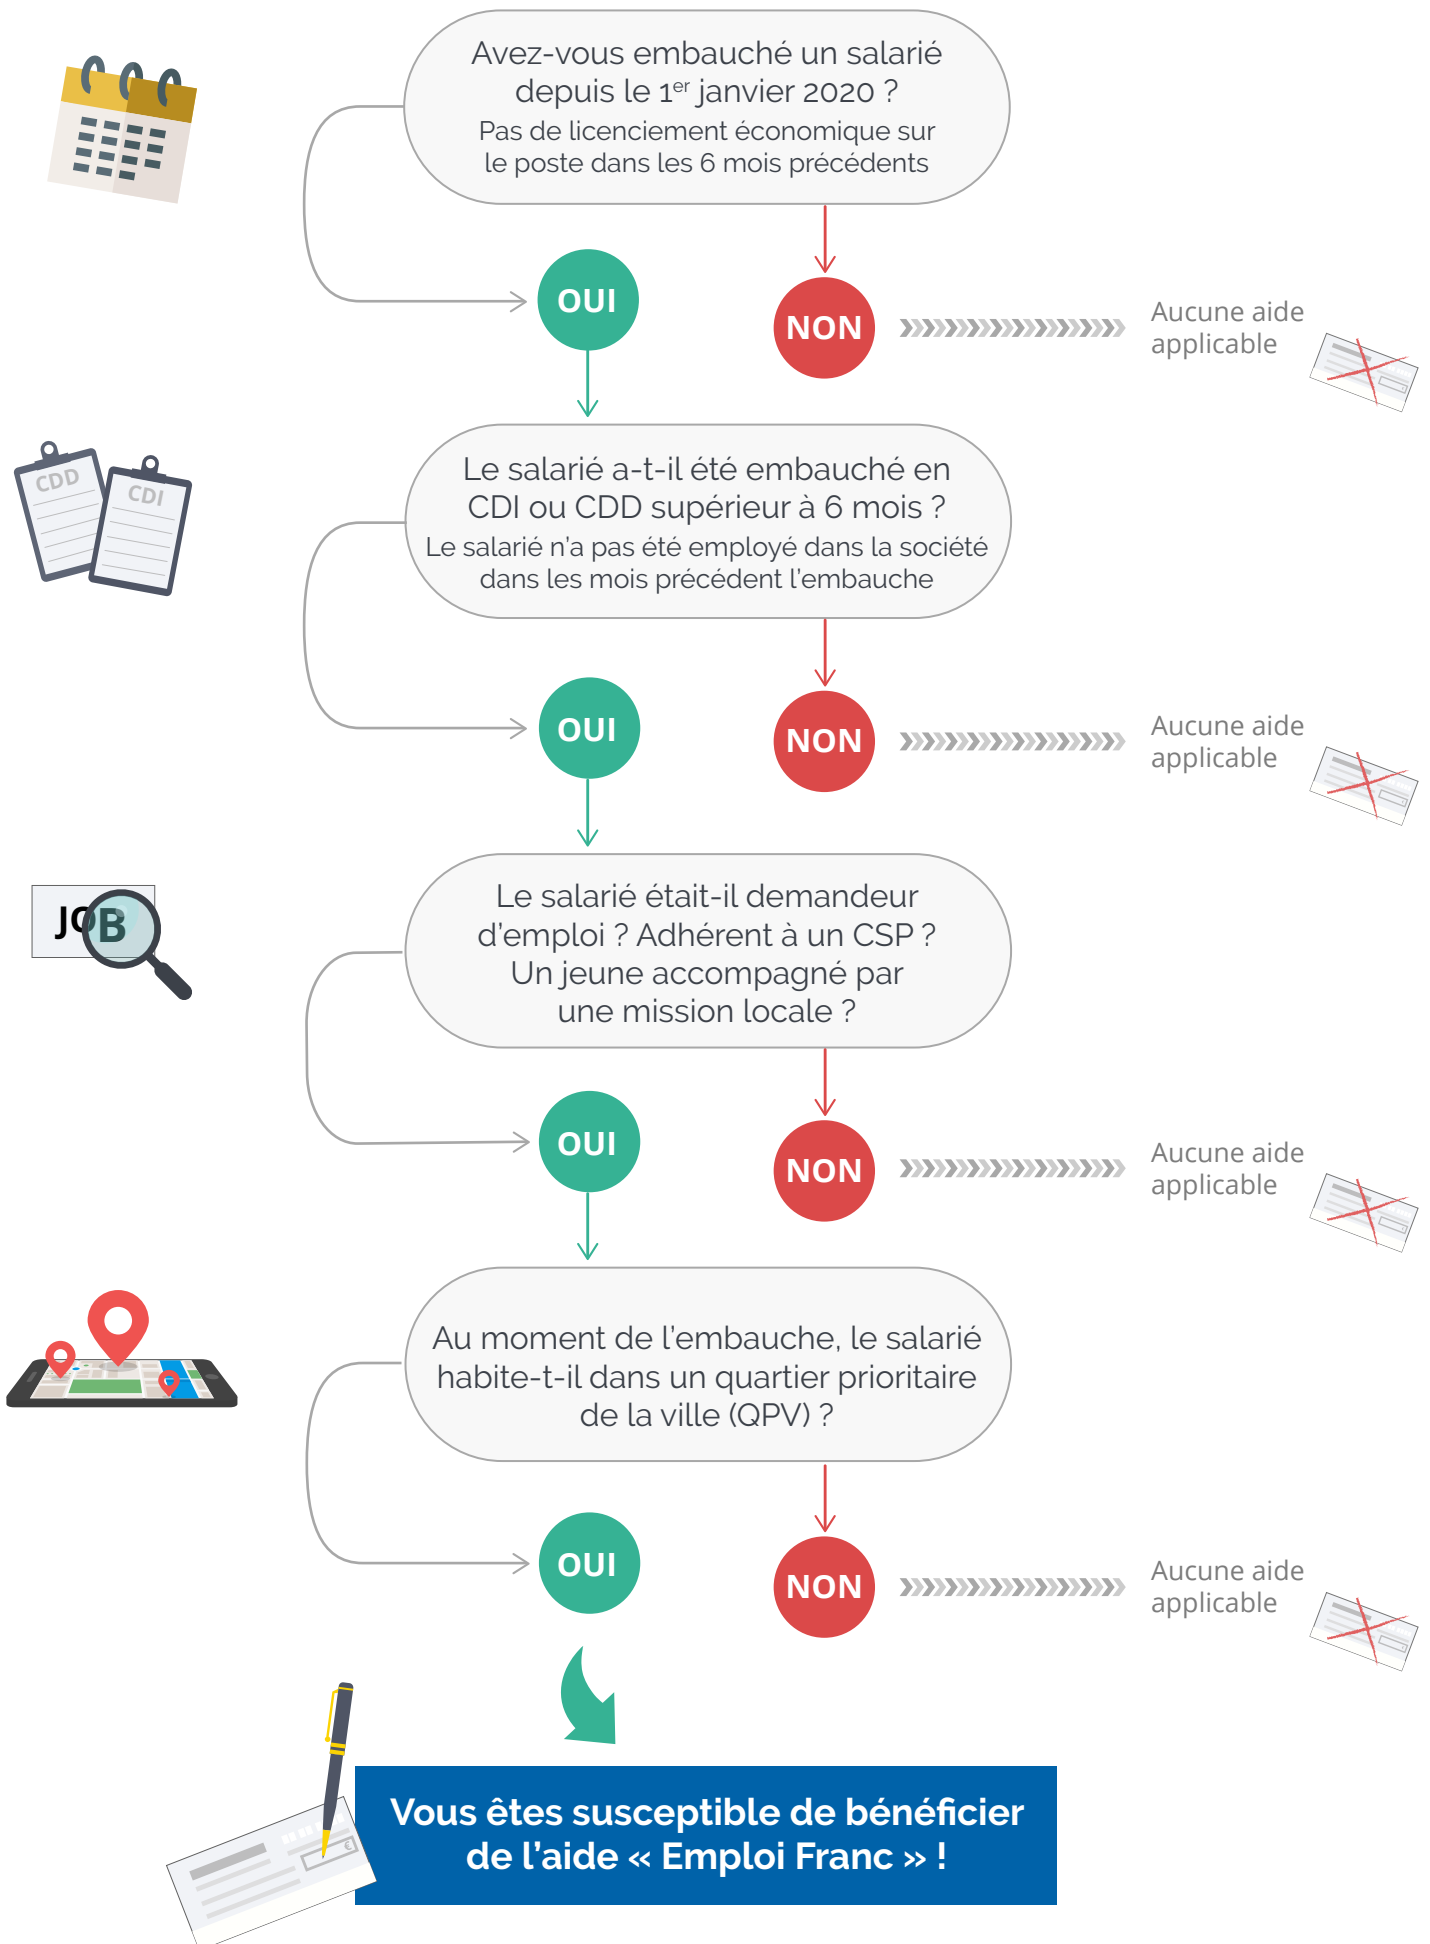 Avez-vous embauché un salarié
depuis le 1er janvier 2020 ?
Pas de licenciement économique sur
le poste dans les 6 mois précédents
OUI
NON
Aucune aide
applicable
CDD
CDI
Le salarié a-t-il été embauché en
CDI ou CDD supérieur à 6 mois ?
Le salarié n'a pas été employé dans la société
dans les mois précédent l'embauche
OUI
NON
Aucune aide
applicable
JOB
Le salarié était-il demandeur
d'emploi ? Adhérent à un CSP ?
Un jeune accompagné par
une mission locale ?
OUI
NON
Aucune aide
applicable
Au moment de l'embauche, le salarié
habite-t-il dans un quartier prioritaire
de la ville (QPV) ?
OUI
NON
Aucune aide
applicable
€
Vous êtes susceptible de bénéficier
de l'aide « Emploi Franc » !